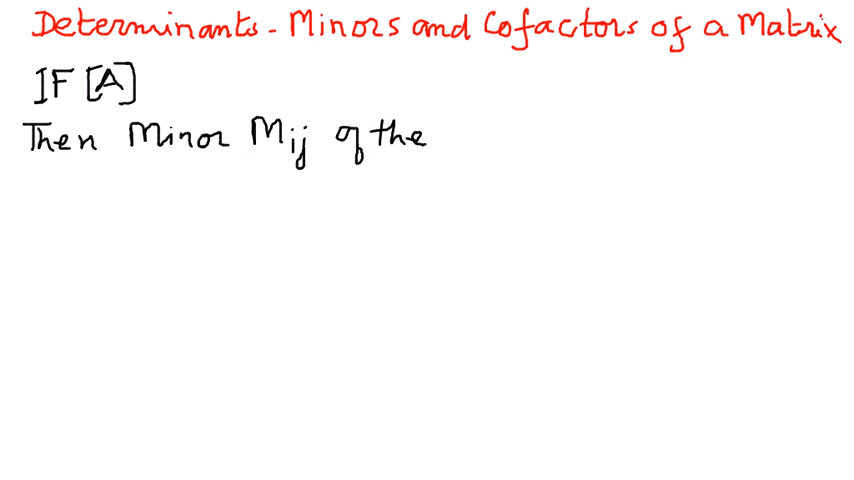 Determinants - Minors and Cofactors of a Matrix
IF [A]
Then Minor Mij of the